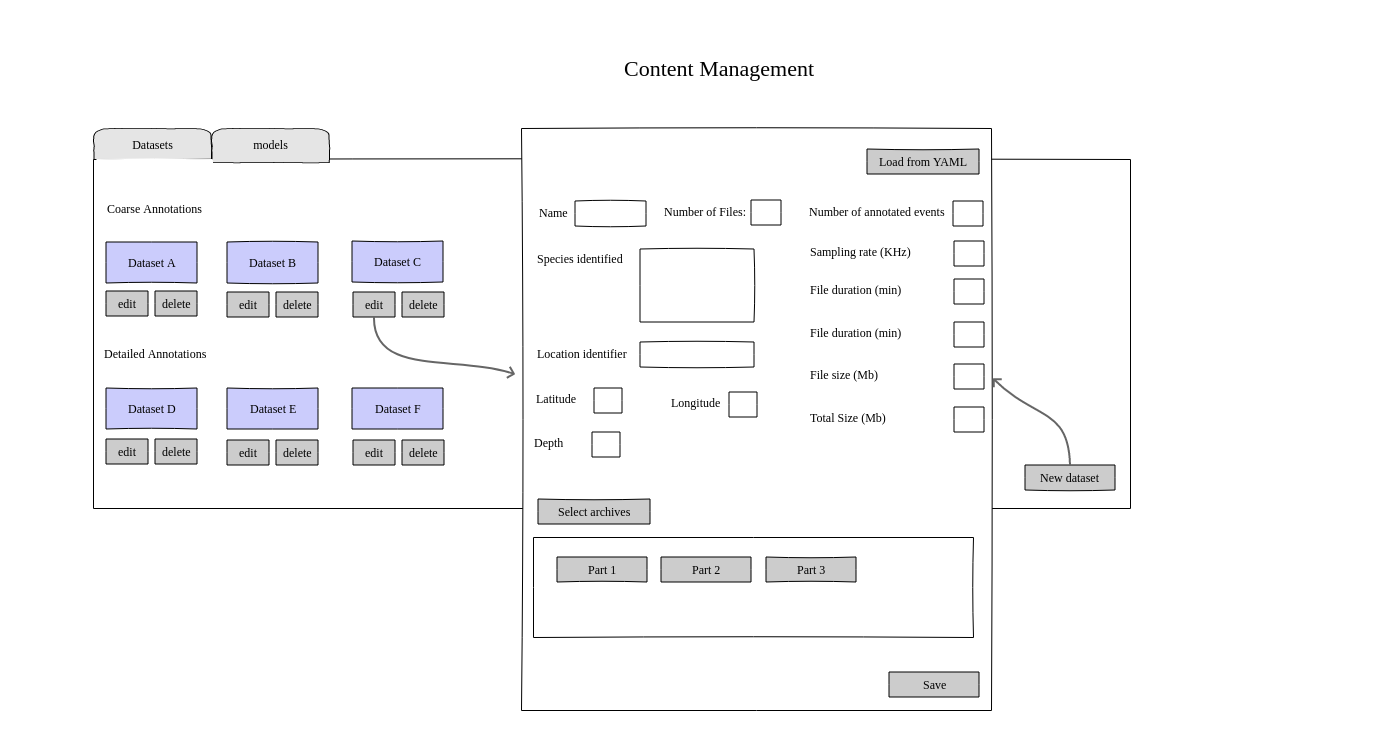 Content Management
Datasets
models
Coarse Annotations
Dataset A
Dataset B
Dataset C
edit
delete
edit
delete
edit
delete
Detailed Annotations
Dataset D
Dataset E
Dataset F
edit
delete
edit
delete
edit
delete
Load from YAML
Name
Number of Files:
Number of annotated events
Species identified
Sampling rate (KHz)
File duration (min)
File duration (min)
Location identifier
File size (Mb)
Latitude
Longitude
Total Size (Mb)
Depth
Select archives
Part 1
Part 2
Part 3
Save
New dataset